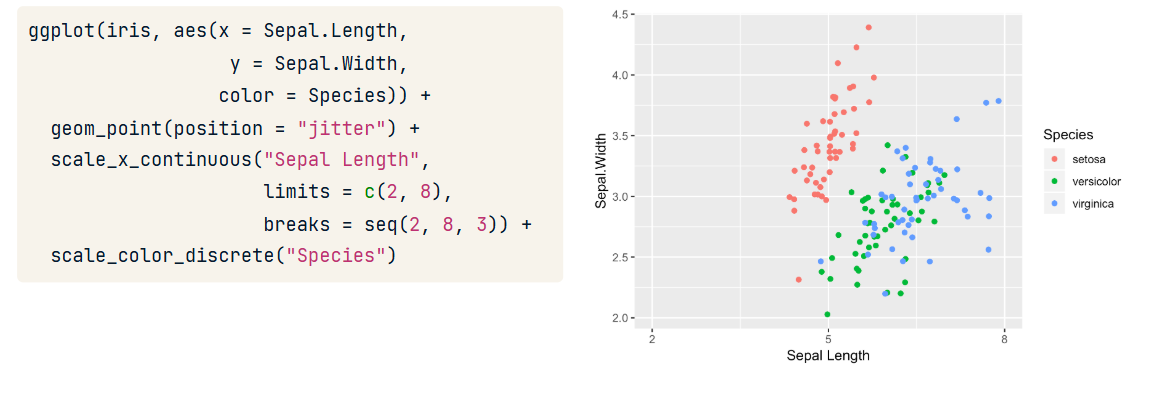 ggplot(iris, aes(x = Sepal.Length,
y = Sepal.Width,
color = Species)) +
geom_point(position = "jitter") +
scale_x_continuous("Sepal Length",
limits = c(2, 8),
breaks = seq(2, 8, 3)) +
scale_color_discrete("Species")
4.5
4.0
3.5
3.0
2.5
2.0
Sepal.Width
2 5 8
Sepal Length
Species
setosa
versicolor
virginica